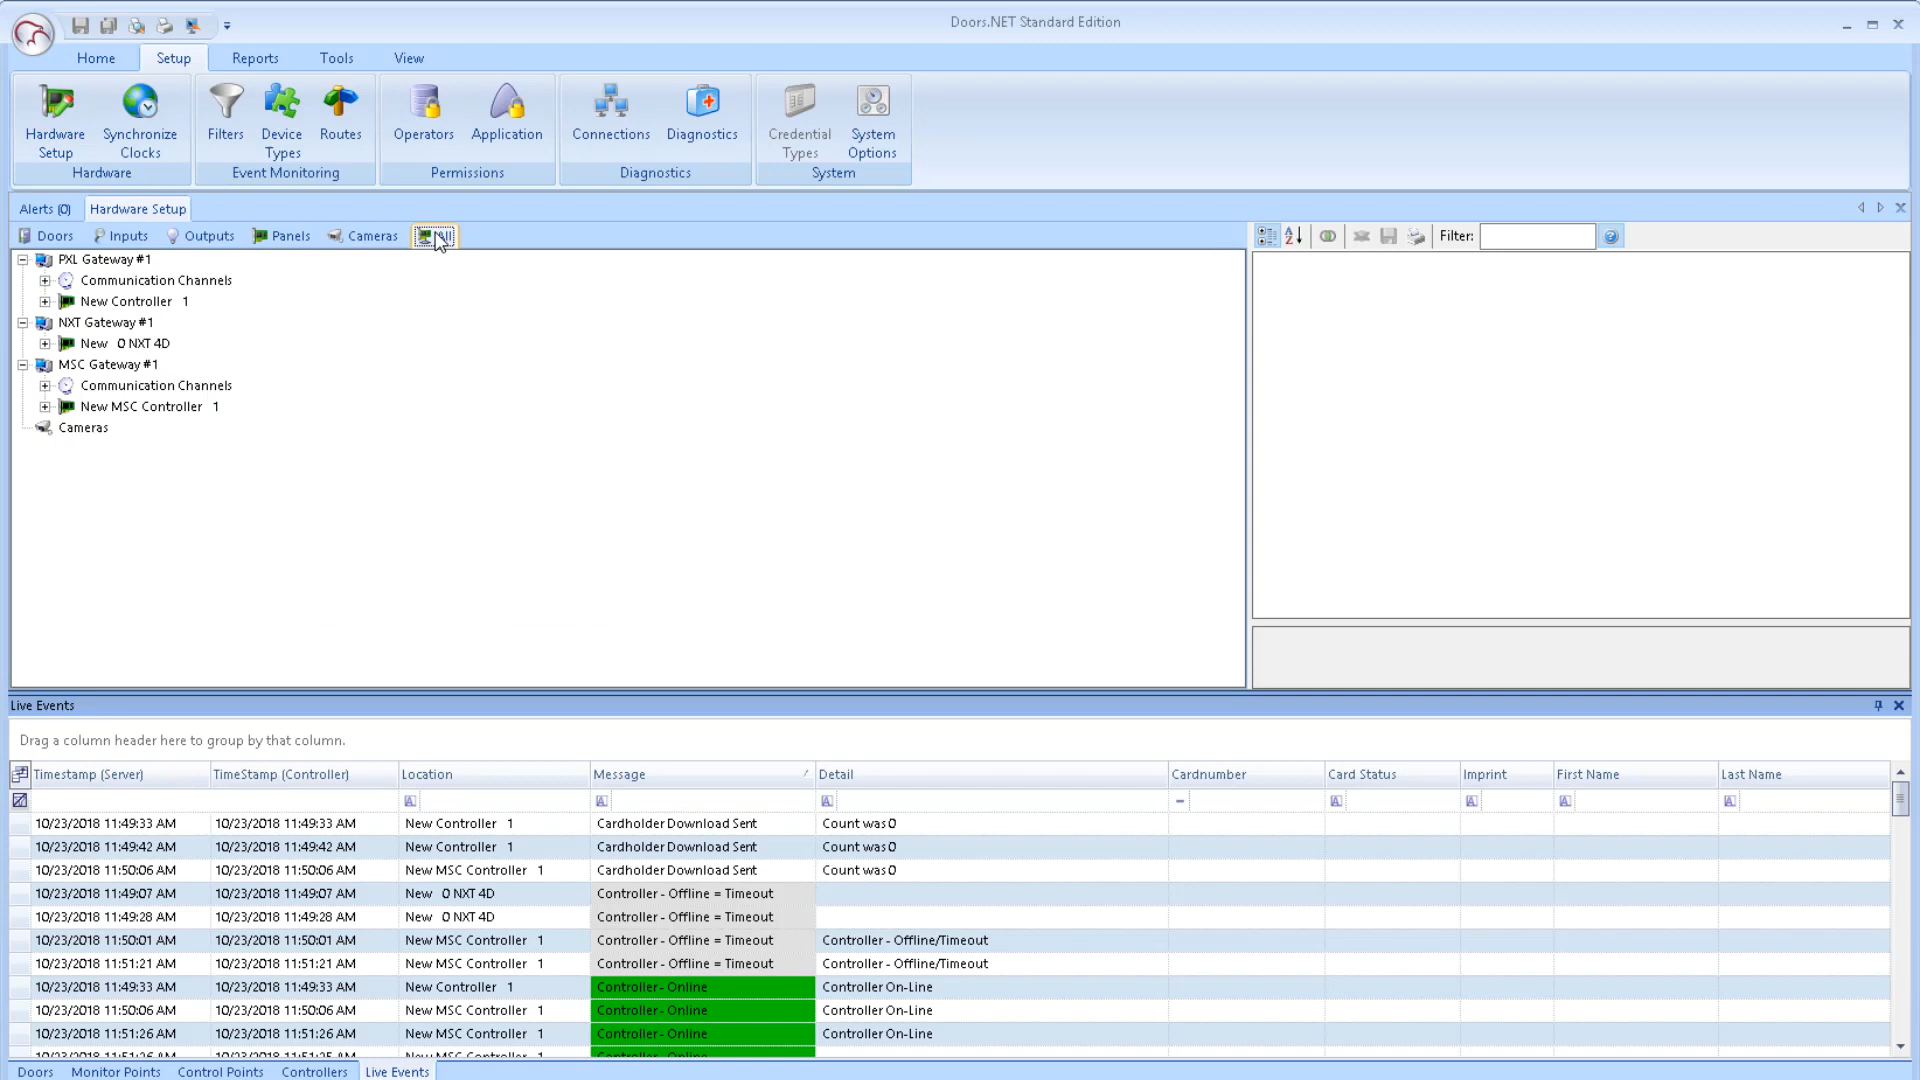 Doors.NET Standard Edition
Home Setup Reports Tools View
Hardware Setup Synchronize Clocks Filters Device Types Routes Operators Application Connections Diagnostics Credential Types System Options
Hardware Event Monitoring Permissions Diagnostics System
Alerts (0) Hardware Setup
Doors Inputs Outputs Panels Cameras All
Filter:
PXL Gateway #1
Communication Channels
New Controller 1
NXT Gateway #1
New 0 NXT 4D
MSC Gateway #1
Communication Channels
New MSC Controller 1
Cameras
Live Events
Drag a column header here to group by that column.
Timestamp (Server) TimeStamp (Controller) Location Message Detail Cardnumber Card Status Imprint First Name Last Name
10/23/2018 11:49:33 AM 10/23/2018 11:49:33 AM New Controller 1 Cardholder Download Sent Count was 0
10/23/2018 11:49:42 AM 10/23/2018 11:49:42 AM New Controller 1 Cardholder Download Sent Count was 0
10/23/2018 11:50:06 AM 10/23/2018 11:50:06 AM New MSC Controller 1 Cardholder Download Sent Count was 0
10/23/2018 11:49:07 AM 10/23/2018 11:49:07 AM New 0 NXT 4D Controller - Offline = Timeout
10/23/2018 11:49:28 AM 10/23/2018 11:49:28 AM New 0 NXT 4D Controller - Offline = Timeout
10/23/2018 11:50:01 AM 10/23/2018 11:50:01 AM New MSC Controller 1 Controller - Offline = Timeout Controller - Offline/Timeout
10/23/2018 11:51:21 AM 10/23/2018 11:51:21 AM New MSC Controller 1 Controller - Offline = Timeout Controller - Offline/Timeout
10/23/2018 11:49:33 AM 10/23/2018 11:49:33 AM New Controller 1 Controller - Online Controller On-Line
10/23/2018 11:50:06 AM 10/23/2018 11:50:06 AM New MSC Controller 1 Controller - Online Controller On-Line
10/23/2018 11:51:26 AM 10/23/2018 11:51:26 AM New MSC Controller 1 Controller - Online Controller On-Line
Doors Monitor Points Control Points Controllers Live Events